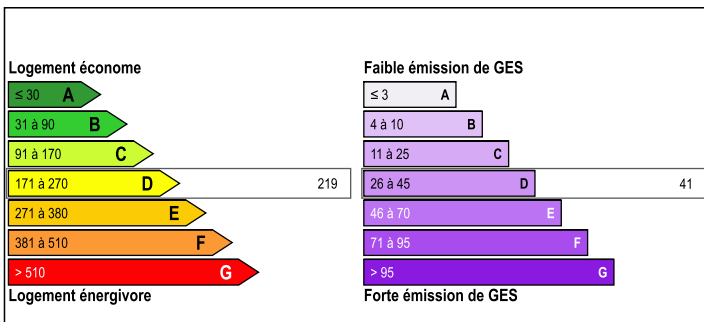 Logement économe
≤ 30 A
31 à 90 B
91 à 170 C
171 à 270 D 219
271 à 380 E
381 à 510 F
> 510 G
Logement énergivore
Faible émission de GES
≤ 3 A
4 à 10 B
11 à 25 C
26 à 45 D 41
46 à 70 E
71 à 95 F
> 95 G
Forte émission de GES